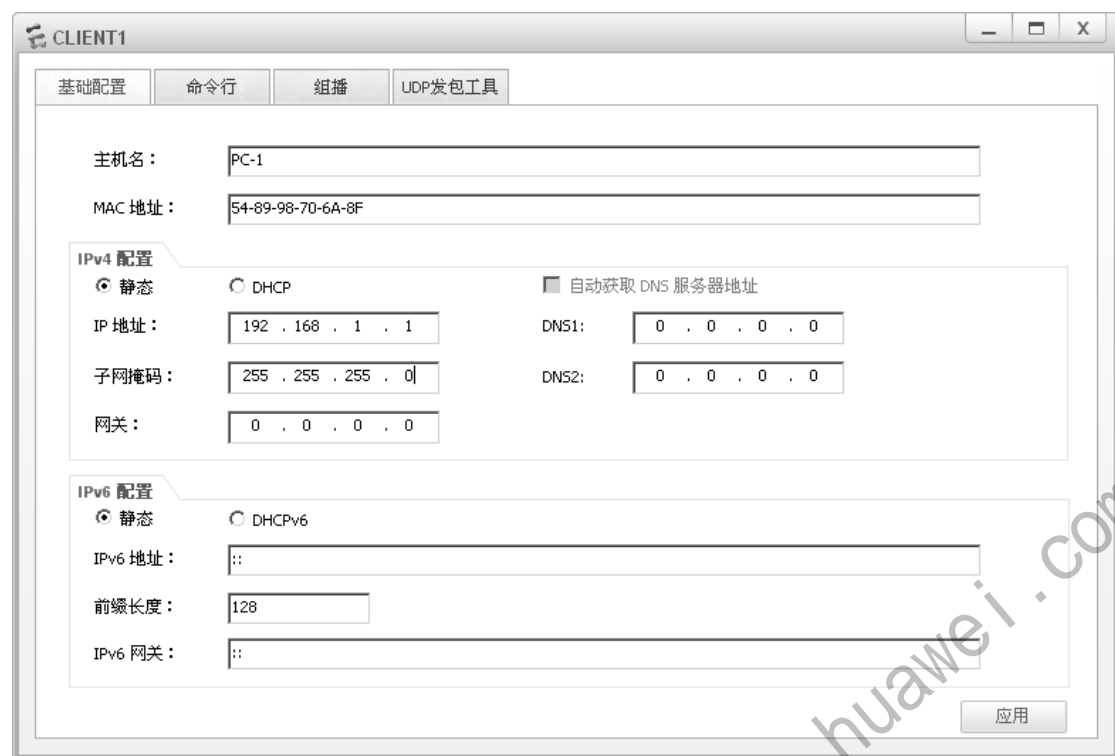 CLIENT1
基础配置 命令行 组播 UDP发包工具
主机名： PC-1
MAC 地址： 54-89-98-70-6A-8F
IPv4 配置
静态 DHCP 自动获取 DNS 服务器地址
IP 地址： 192 . 168 . 1 . 1 DNS1: 0 . 0 . 0 . 0
子网掩码： 255 . 255 . 255 . 0 DNS2: 0 . 0 . 0 . 0
网关： 0 . 0 . 0 . 0
IPv6 配置
静态 DHCPv6
IPv6 地址： ::
前缀长度： 128
IPv6 网关： ::
应用
huawei.com